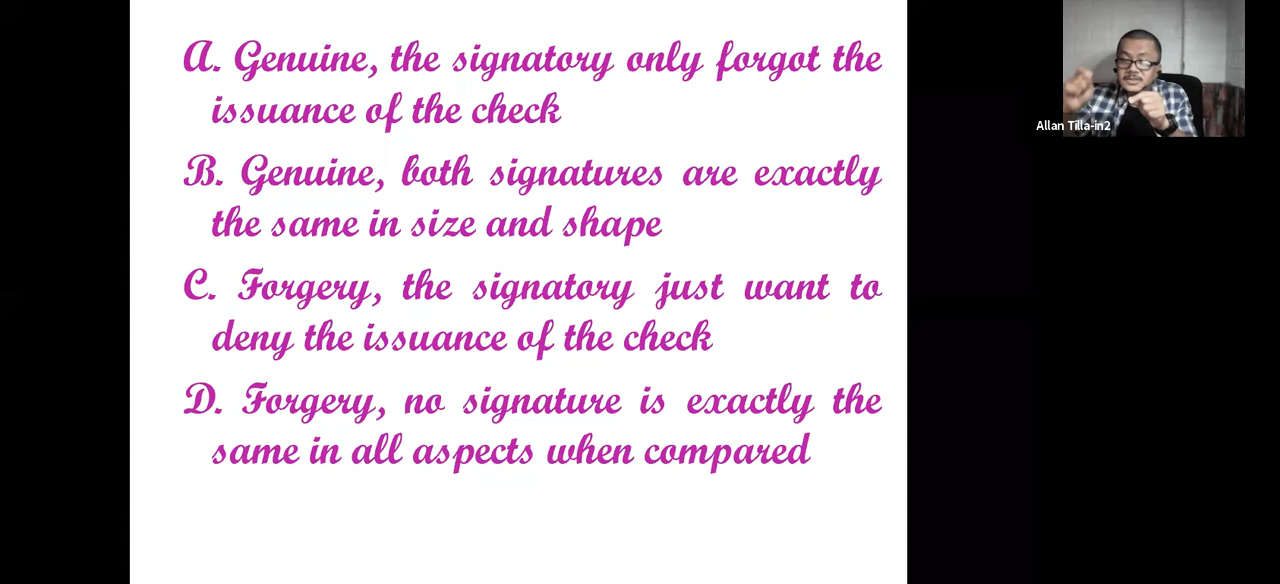 A. Genuine, the signatory only forgot the
issuance of the check
B. Genuine, both signatures are exactly
the same in size and shape
C. Forgery, the signatory just want to
deny the issuance of the check
D. Forgery, no signature is exactly the
same in all aspects when compared
Allan Tilla-in2